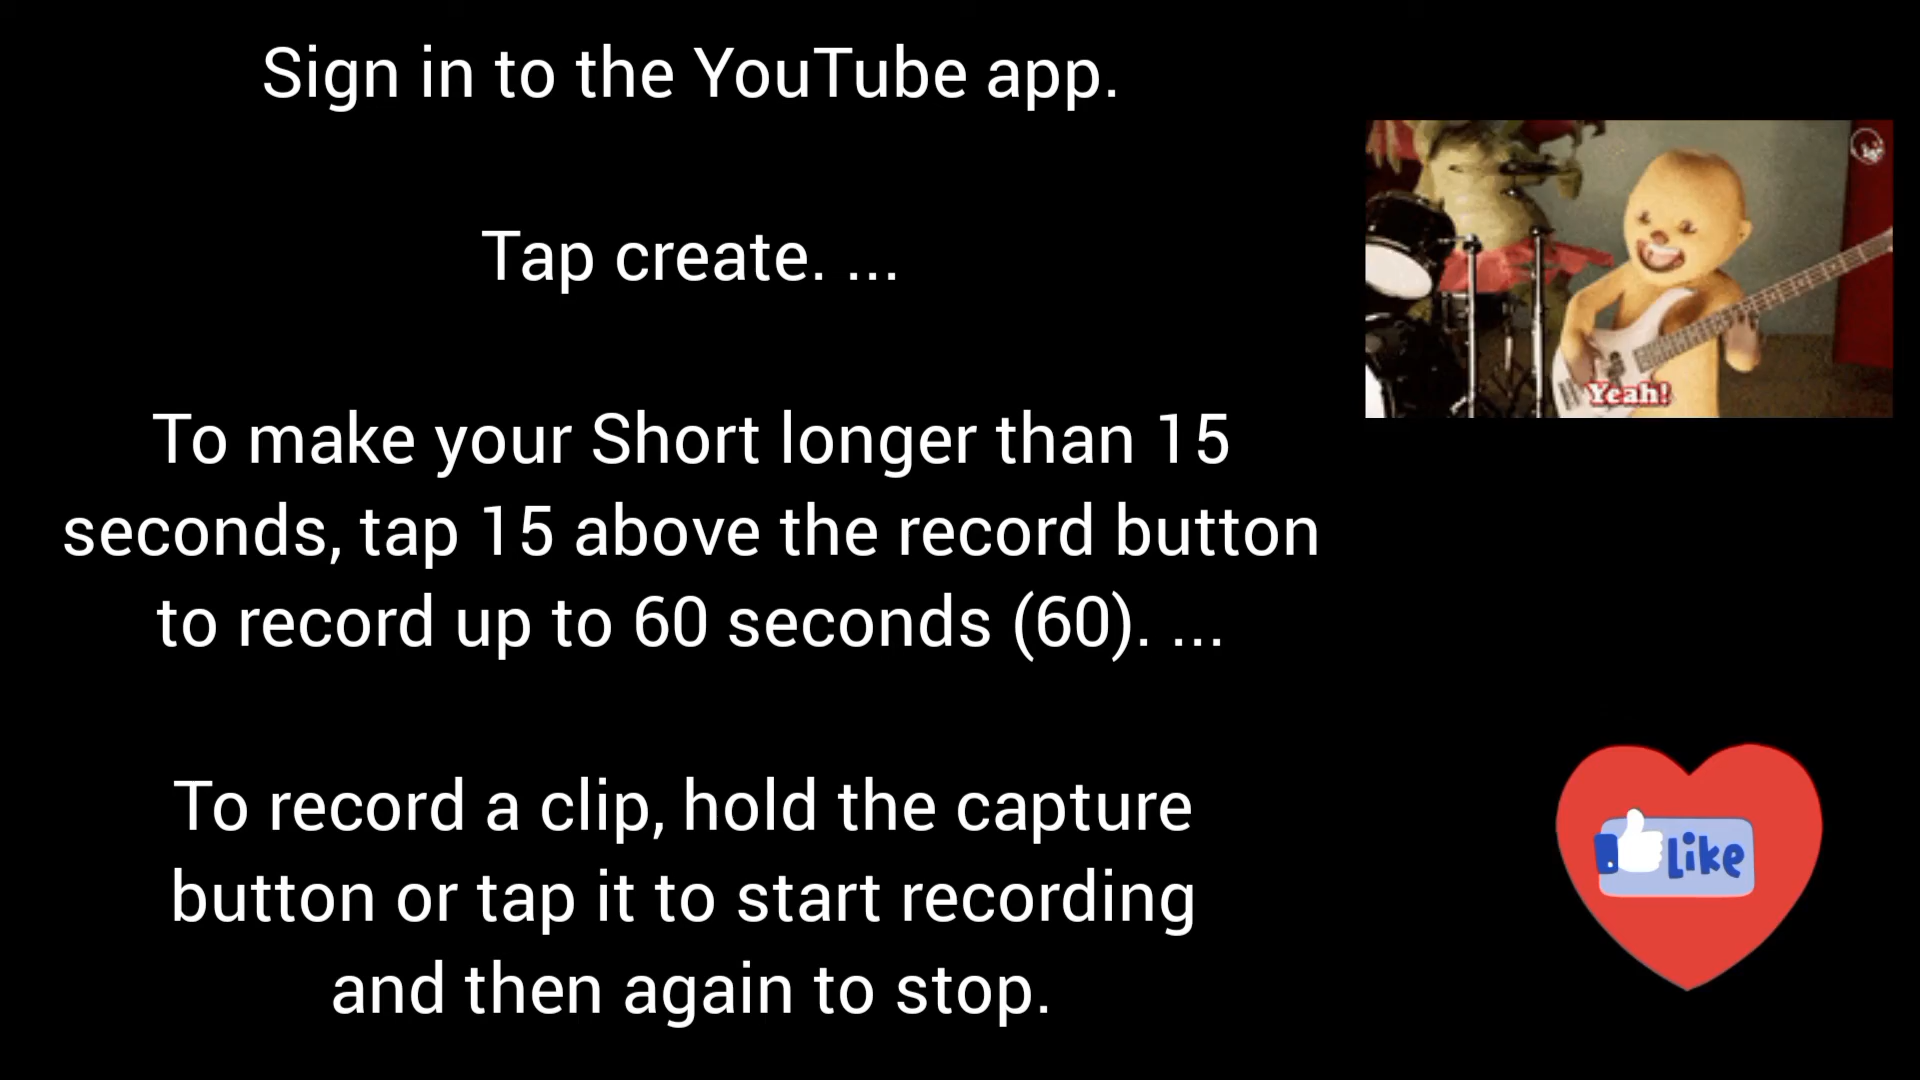 Sign in to the YouTube app.
Tap create. ...
To make your Short longer than 15
seconds, tap 15 above the record button
to record up to 60 seconds (60). ...
To record a clip, hold the capture
button or tap it to start recording
and then again to stop.
Yeah!
Like